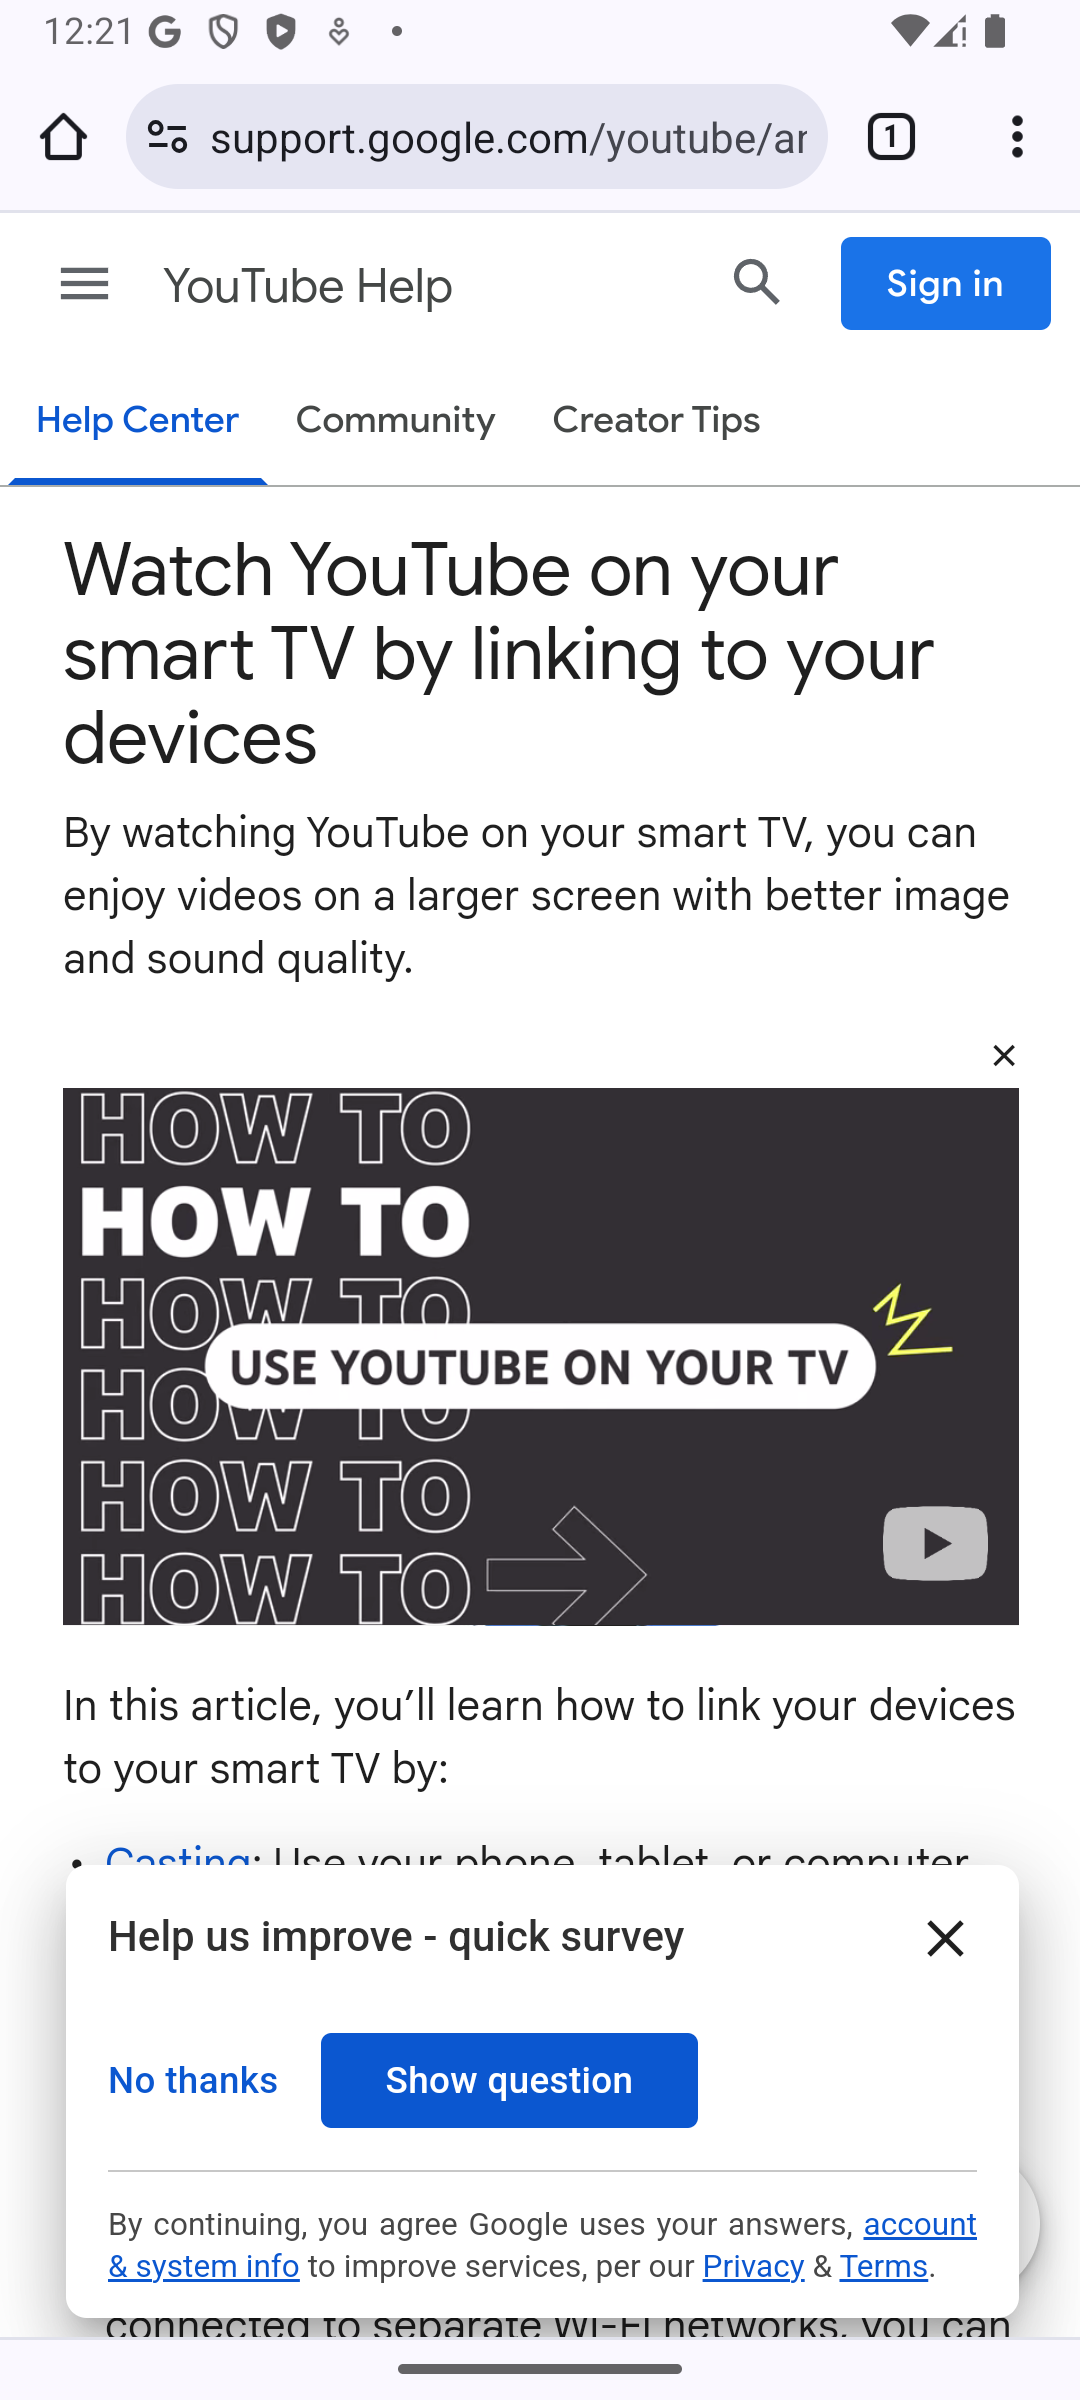 12:21
support.google.com/youtube/ar
1
YouTube Help
Sign in
Help Center
Community
Creator Tips
Watch YouTube on your
smart TV by linking to your
devices
By watching YouTube on your smart TV, you can
enjoy videos on a larger screen with better image
and sound quality.
HOW TO
HOW TO
HOW TO
USE YOUTUBE ON YOUR TV
HOW TO
HOW TO
HOW TO
In this article, you’ll learn how to link your devices
to your smart TV by:
• Casting: Use your phone, tablet, or computer
Help us improve - quick survey
No thanks
Show question
By continuing, you agree Google uses your answers, account
& system info to improve services, per our Privacy & Terms.
connected to separate Wi-Fi networks, you can